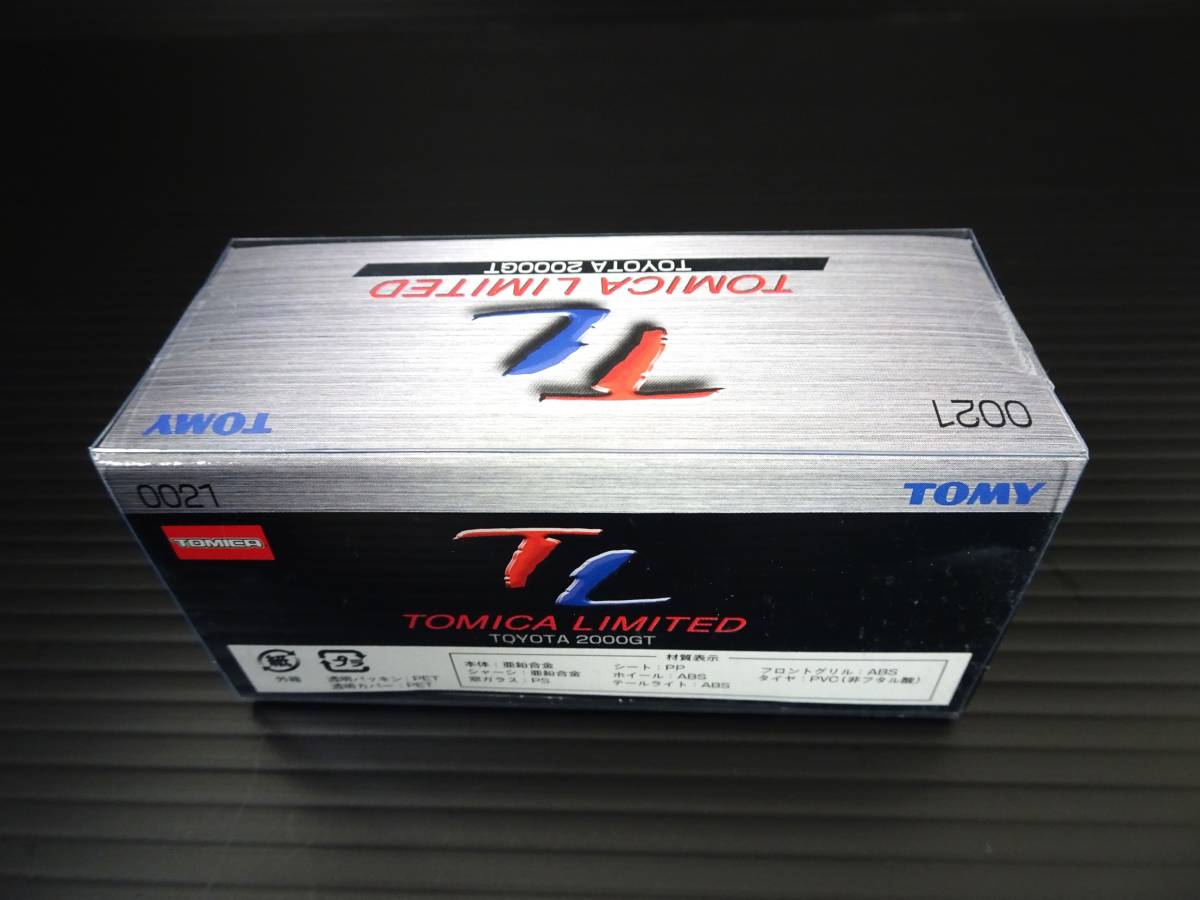 TOYOTA 2000GT
TOMICA LIMITED
TL
0021
TOMY
0021
TOMY
TOMICA
TL
TOMICA LIMITED
TOYOTA 2000GT
紙
外箱
プラ
透明パッキン:PET
透明カバー:PET
材質表示
本体:亜鉛合金
シャーシ:亜鉛合金
窓ガラス:PS
シート:PP
ホイール:ABS
テールライト:ABS
フロントグリル:ABS
タイヤ:PVC(非フタル酸)